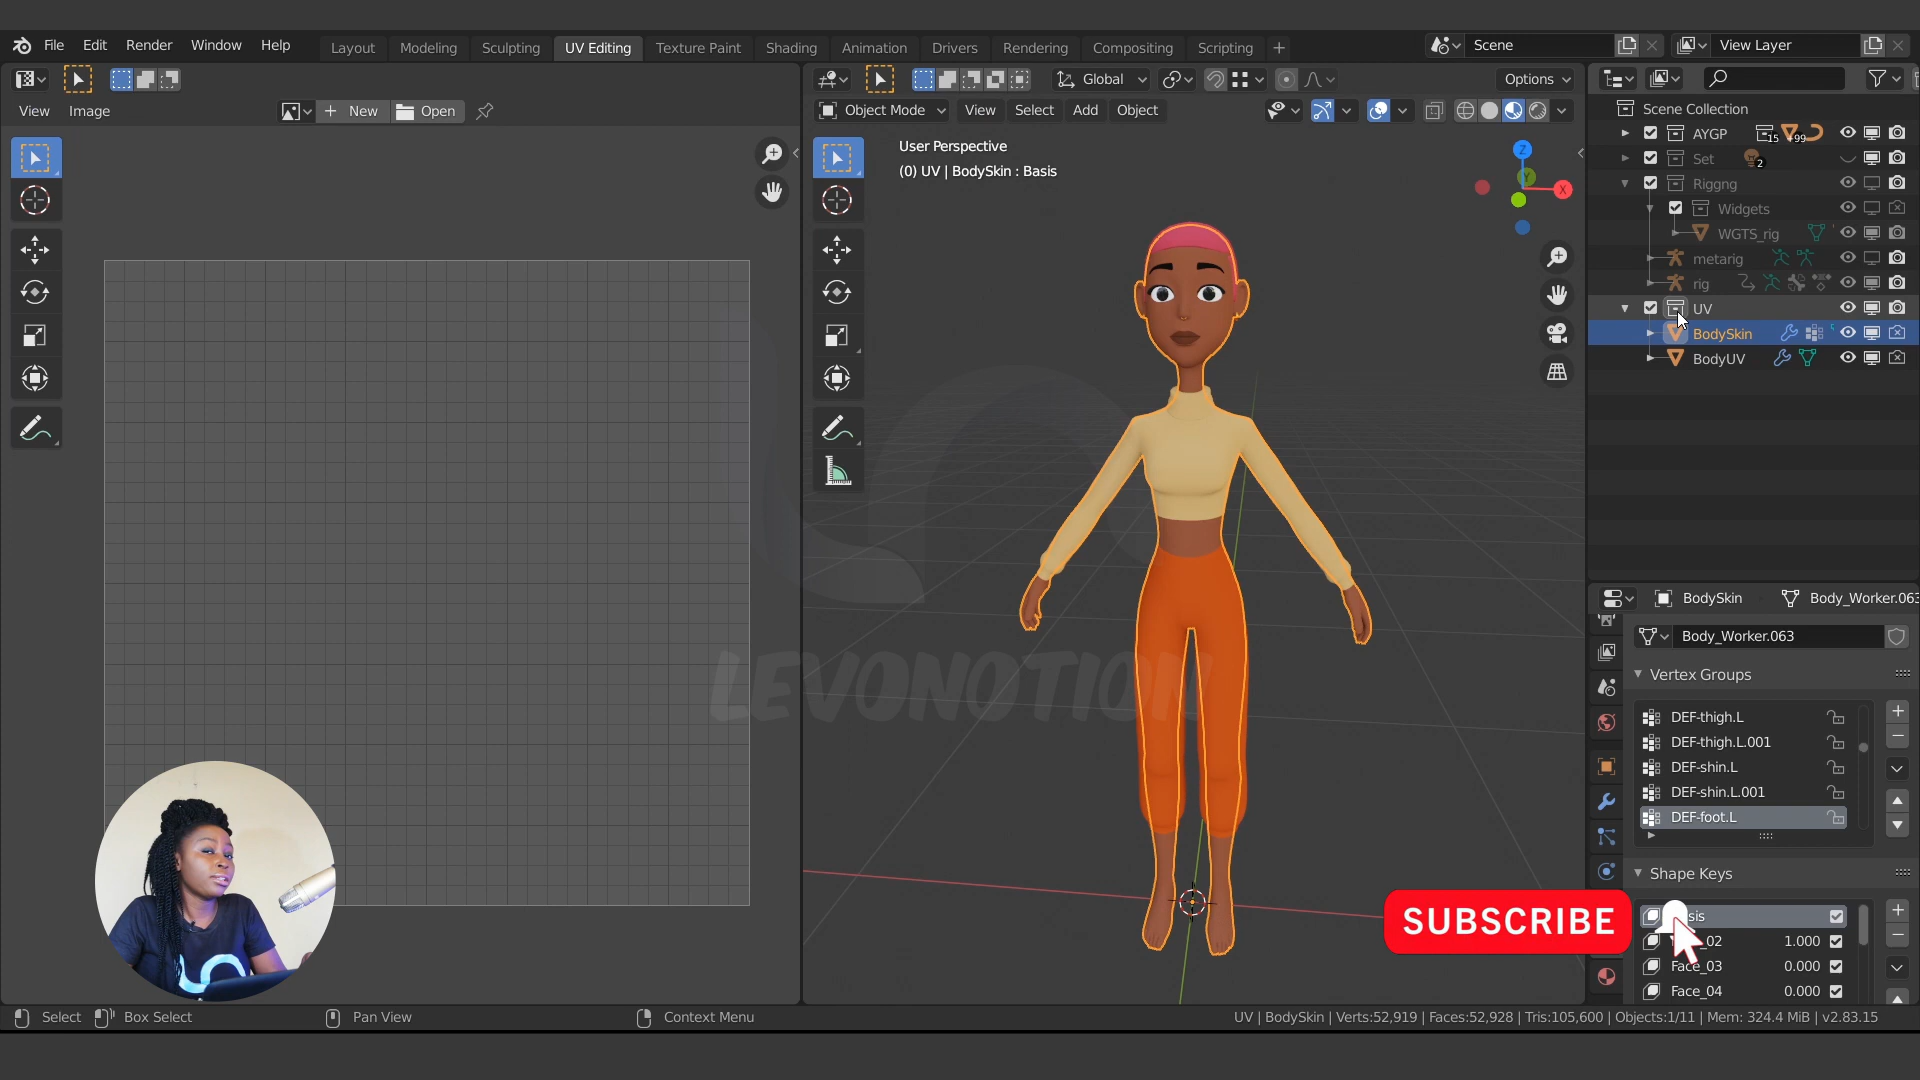 File Edit Render Window Help Layout Modeling Sculpting UV Editing Texture Paint Shading Animation Drivers Rendering Compositing Scripting + Scene View Layer
Global Options
View Image New Open Object Mode View Select Add Object
User Perspective
(0) UV | BodySkin : Basis
Z
Y
X
Scene Collection
AYGP 15 +99
Set 2
Riggng
Widgets
WGTS_rig
metarig
rig
UV
BodySkin
BodyUV
LEVONOTION
BodySkin Body_Worker.063
Body_Worker.063
Vertex Groups
DEF-thigh.L
DEF-thigh.L.001
DEF-shin.L
DEF-shin.L.001
DEF-foot.L
Shape Keys
SUBSCRIBE
1.000
Face_03 0.000
Face_04 0.000
Select Box Select Pan View Context Menu UV | BodySkin | Verts:52,919 | Faces:52,928 | Tris:105,600 | Objects:1/11 | Mem: 324.4 MiB | v2.83.15